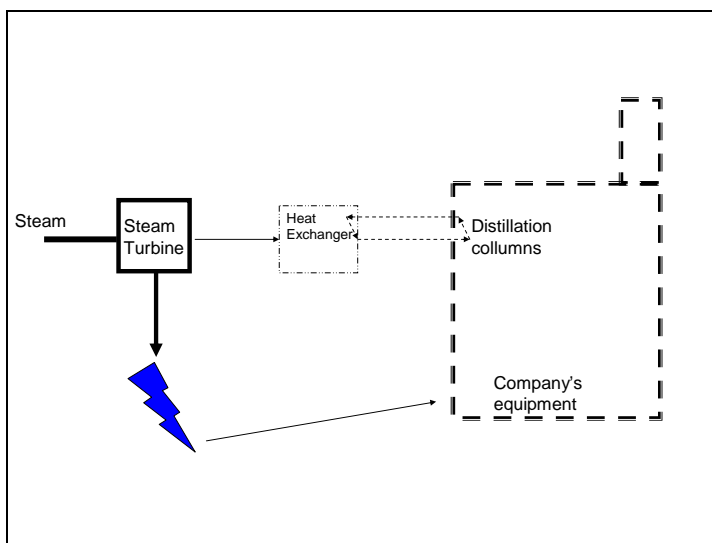 Steam
Steam
Turbine
Heat
Exchanger
Distillation
collumns
Company's
equipment